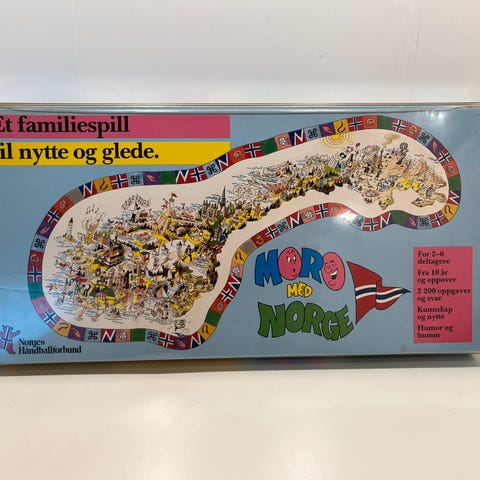 Et familiespill
til nytte og glede.
MORO
MED
NORGE
For 2–6
deltagere
Fra 10 år
og oppover
2 200 oppgaver
og svar
Kunnskap
og nytte
Humor og
humør
Norges
Håndballforbund